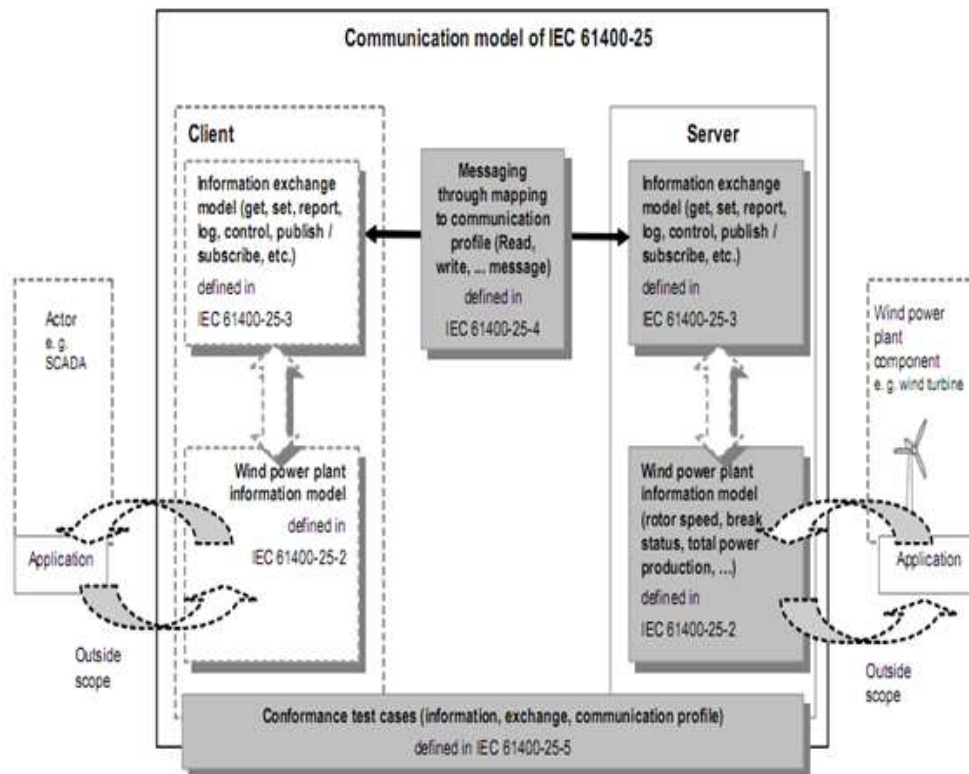 Communication model of IEC 61400-25
Client
Information exchange
model (get, set, report,
log, control, publish /
subscribe, etc.)
defined in
IEC 61400-25-3
Messaging
through mapping
to communication
profile (Read,
write, ... message)
defined in
IEC 61400-25-4
Server
Information exchange
model (get, set, report,
log, control, publish /
subscribe, etc.)
defined in
IEC 61400-25-3
Actor
e. g.
SCADA
Wind power
plant
component
e. g. wind turbine
Wind power plant
information model
defined in
IEC 61400-25-2
Wind power plant
information model
(rotor speed, break
status, total power
production, ...)
defined in
IEC 61400-25-2
Application
Application
Outside
scope
Outside
scope
Conformance test cases (information, exchange, communication profile)
defined in IEC 61400-25-5